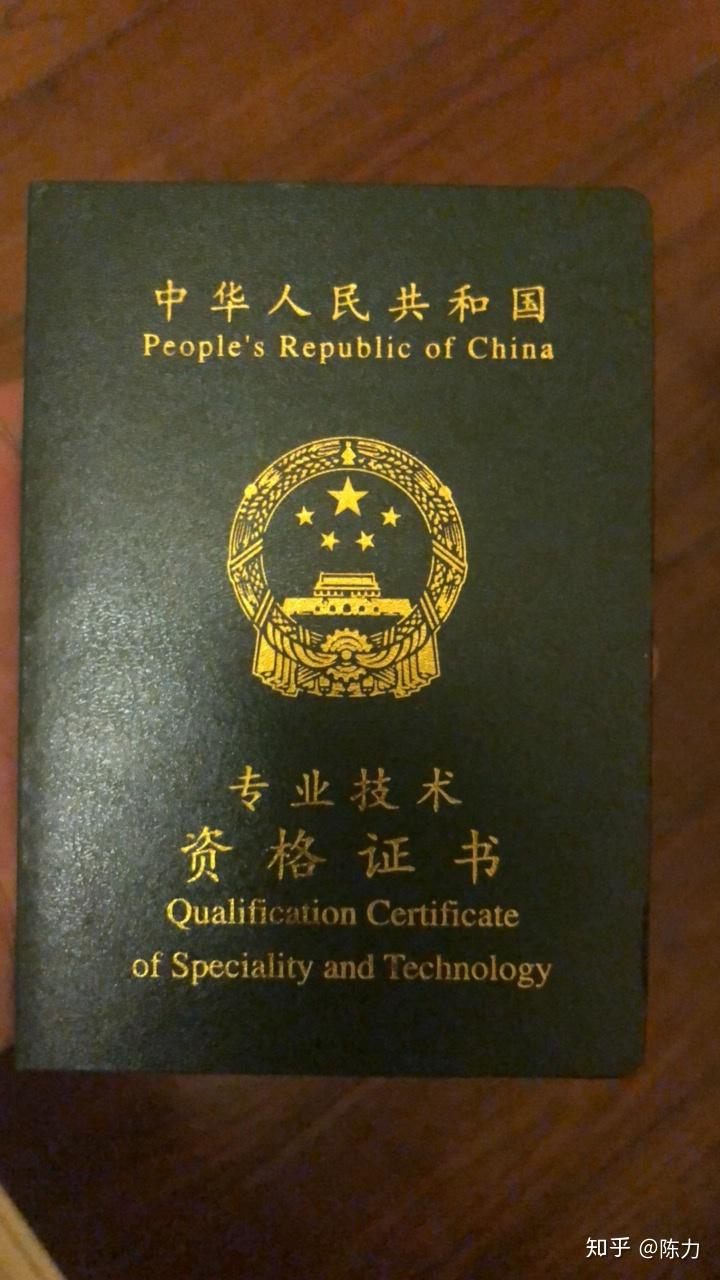 中华人民共和国
People's Republic of China
专业技术
资格证书
Qualification Certificate
of Speciality and Technology
知乎 @陈力